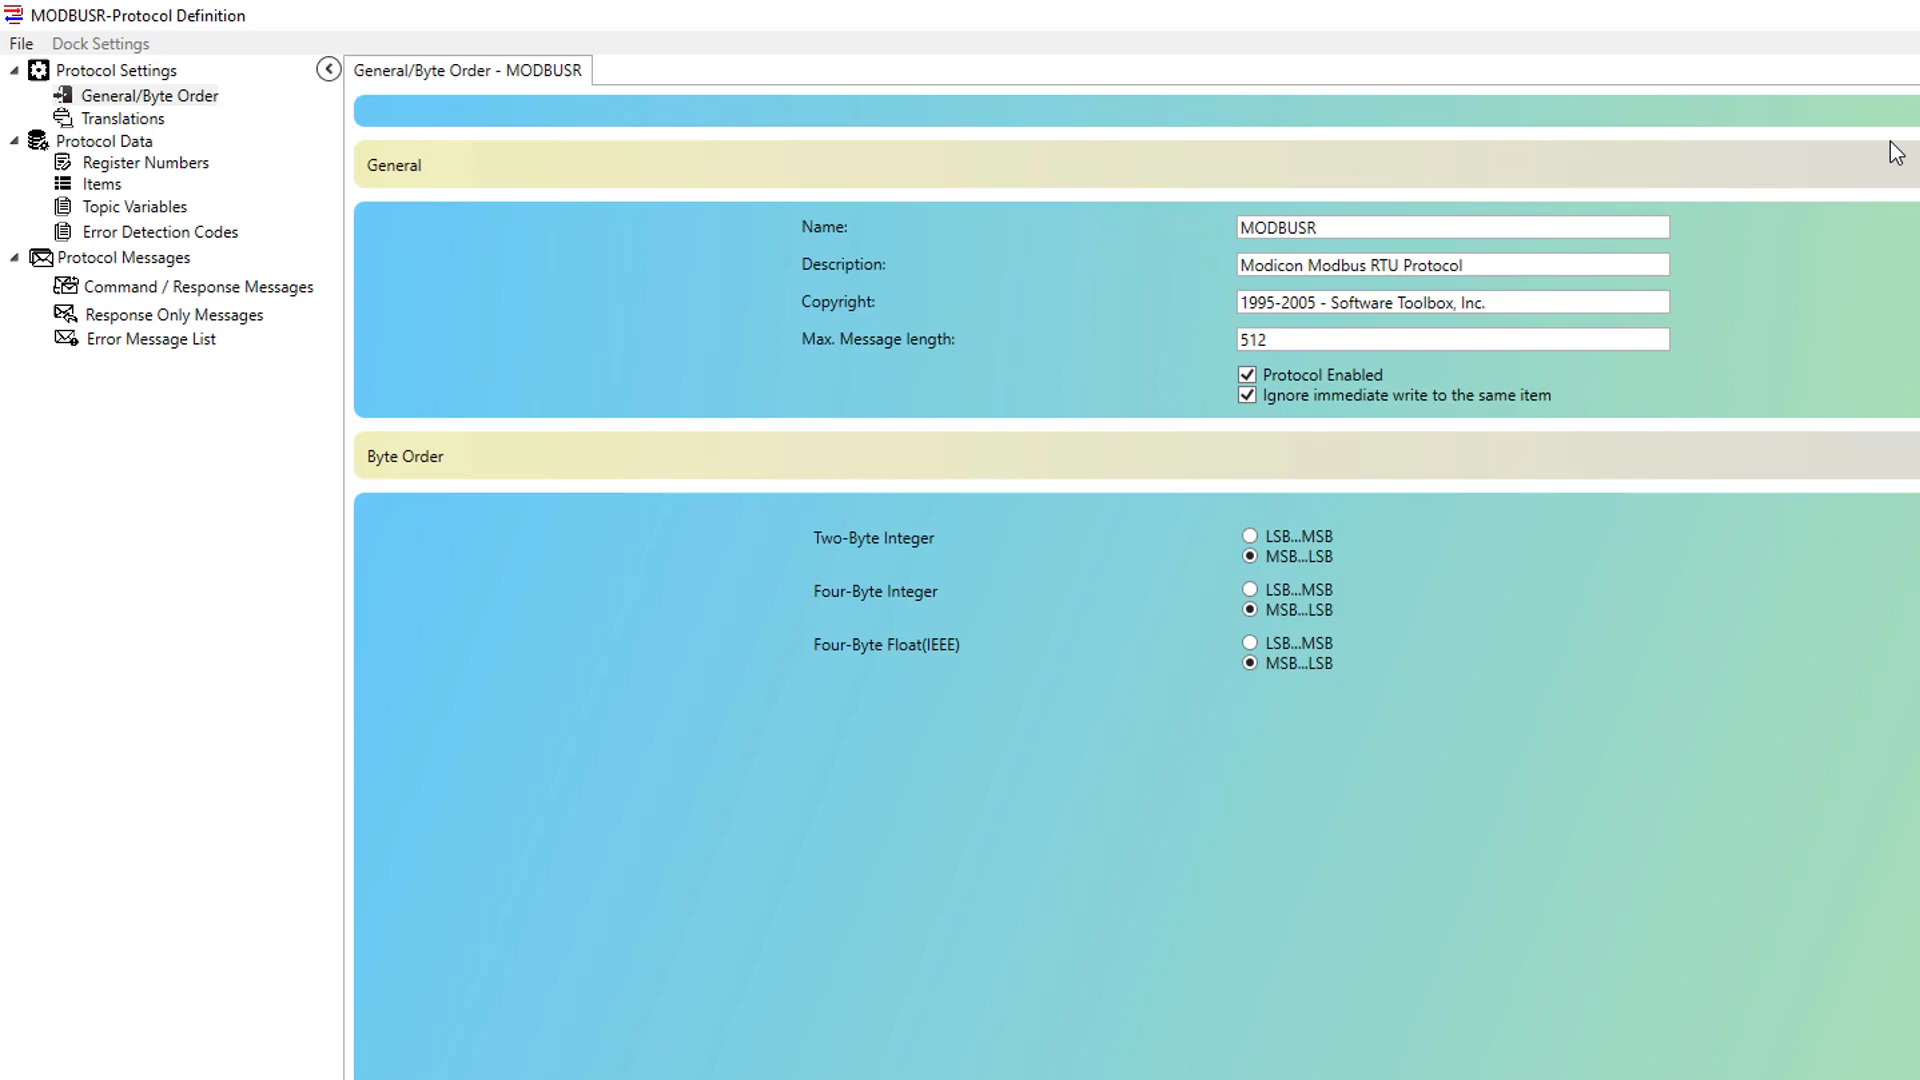 MODBUSR-Protocol Definition
File Dock Settings
Protocol Settings
General/Byte Order
Translations
Protocol Data
Register Numbers
Items
Topic Variables
Error Detection Codes
Protocol Messages
Command / Response Messages
Response Only Messages
Error Message List
General/Byte Order - MODBUSR
General
Name: MODBUSR
Description: Modicon Modbus RTU Protocol
Copyright: 1995-2005 - Software Toolbox, Inc.
Max. Message length: 512
Protocol Enabled
Ignore immediate write to the same item
Byte Order
Two-Byte Integer LSB...MSB
MSB...LSB
Four-Byte Integer LSB...MSB
MSB...LSB
Four-Byte Float(IEEE) LSB...MSB
MSB...LSB